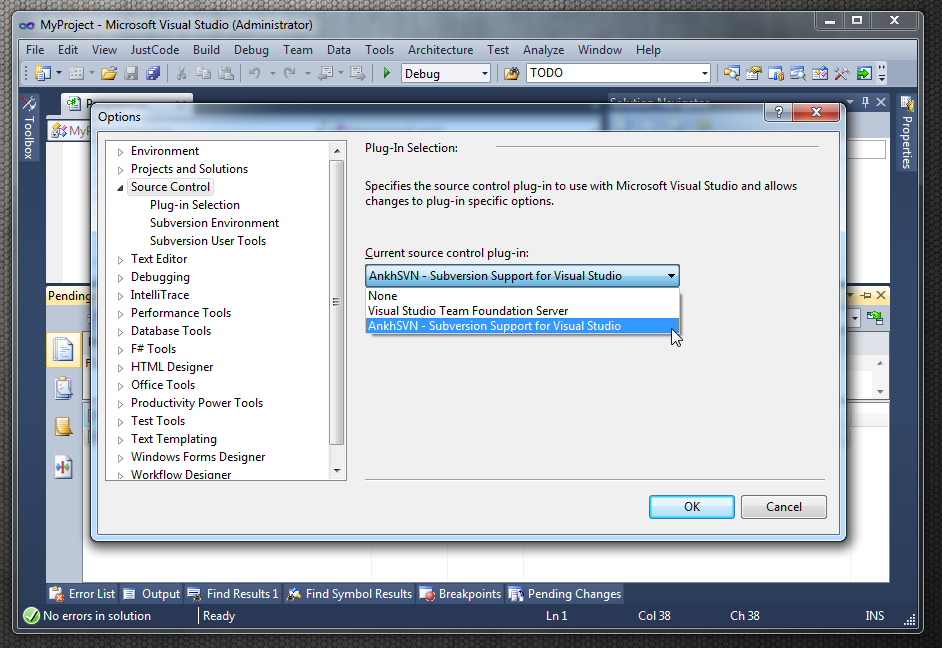 MyProject - Microsoft Visual Studio (Administrator)
File Edit View JustCode Build Debug Team Data Tools Architecture Test Analyze Window Help
Debug TODO
Toolbox
Properties
Options
Environment
Projects and Solutions
Source Control
Plug-in Selection
Subversion Environment
Subversion User Tools
Text Editor
Debugging
IntelliTrace
Performance Tools
Database Tools
F# Tools
HTML Designer
Office Tools
Productivity Power Tools
Test Tools
Text Templating
Windows Forms Designer
Workflow Designer
Plug-In Selection:
Specifies the source control plug-in to use with Microsoft Visual Studio and allows
changes to plug-in specific options.
Current source control plug-in:
AnkhSVN - Subversion Support for Visual Studio
None
Visual Studio Team Foundation Server
AnkhSVN - Subversion Support for Visual Studio
OK Cancel
Pending
Error List Output Find Results 1 Find Symbol Results Breakpoints Pending Changes
No errors in solution Ready Ln 1 Col 38 Ch 38 INS